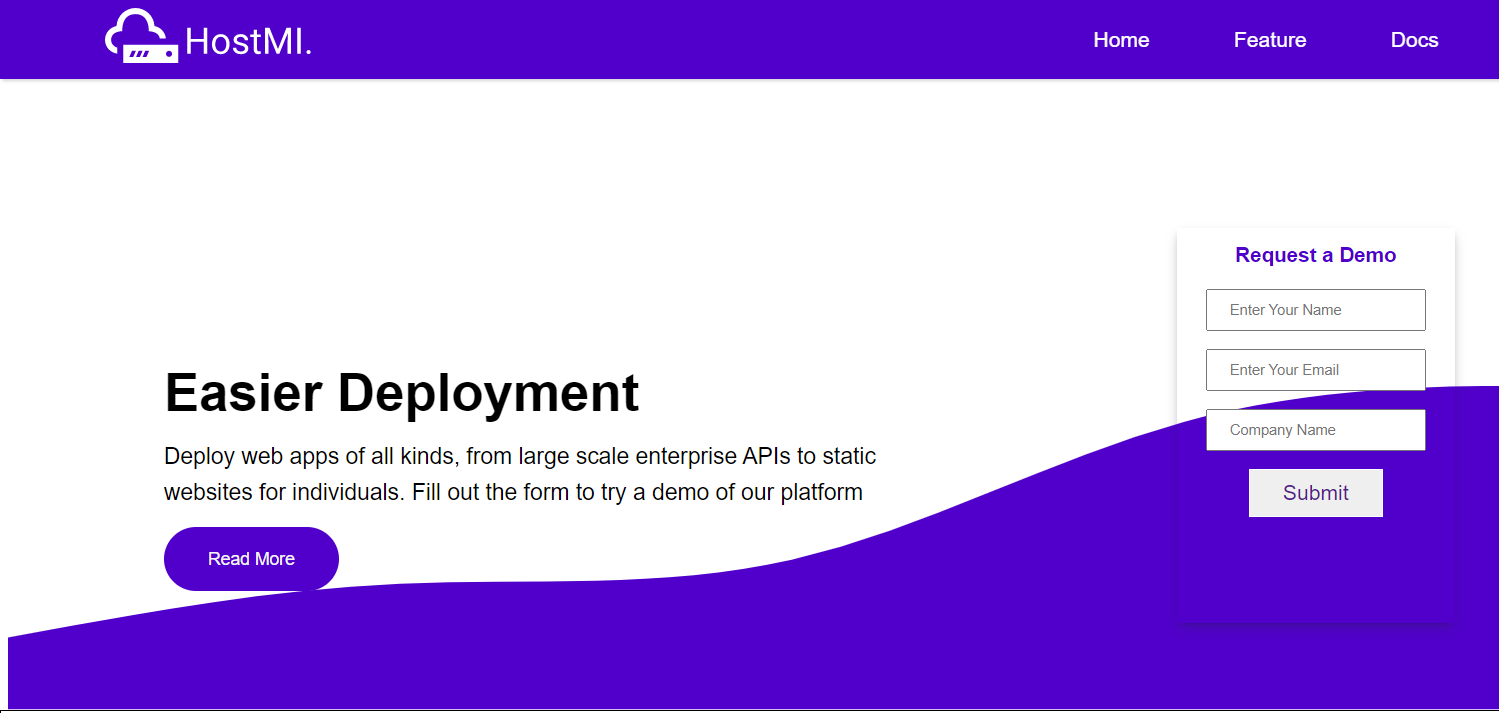 HostMI.
Home
Feature
Docs
Easier Deployment
Deploy web apps of all kinds, from large scale enterprise APIs to static
websites for individuals. Fill out the form to try a demo of our platform
Read More
Request a Demo
Enter Your Name
Enter Your Email
Company Name
Submit